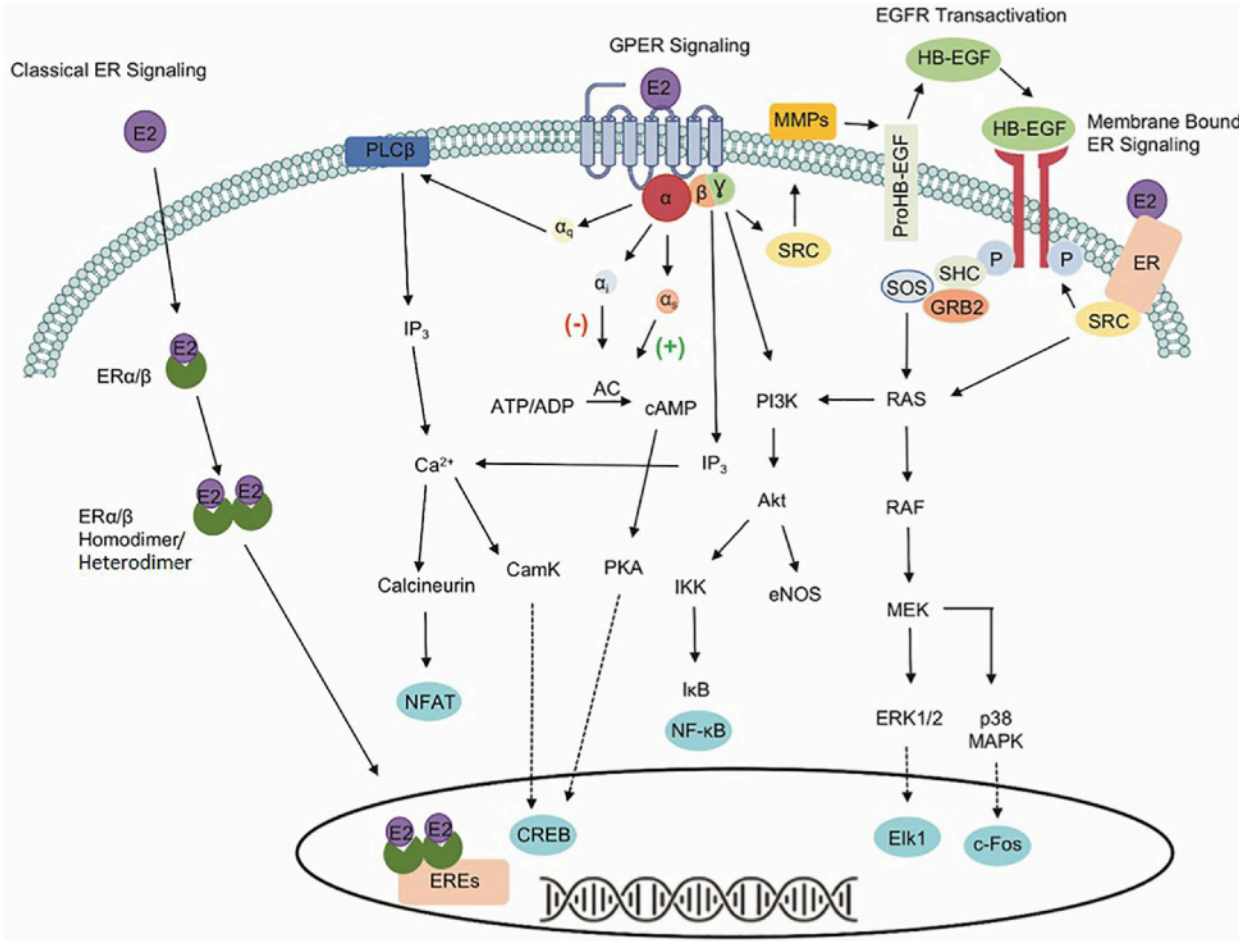 EGFR Transactivation
GPER Signaling
HB-EGF
Classical ER Signaling
E2
E2
MMPs
HB-EGF
Membrane Bound
ER Signaling
PLCβ
ProHB-EGF
α
β
γ
E2
αq
SRC
P
P
ER
SHC
SOS
GRB2
αi
αs
SRC
(-)
(+)
IP3
E2
ERα/β
AC
ATP/ADP
cAMP
PI3K
RAS
Ca2+
IP3
E2
E2
Akt
RAF
ERα/β
Homodimer/
Heterodimer
CamK
PKA
Calcineurin
IKK
eNOS
MEK
NFAT
IκB
NF-κB
ERK1/2
p38
MAPK
E2
E2
CREB
Elk1
c-Fos
EREs